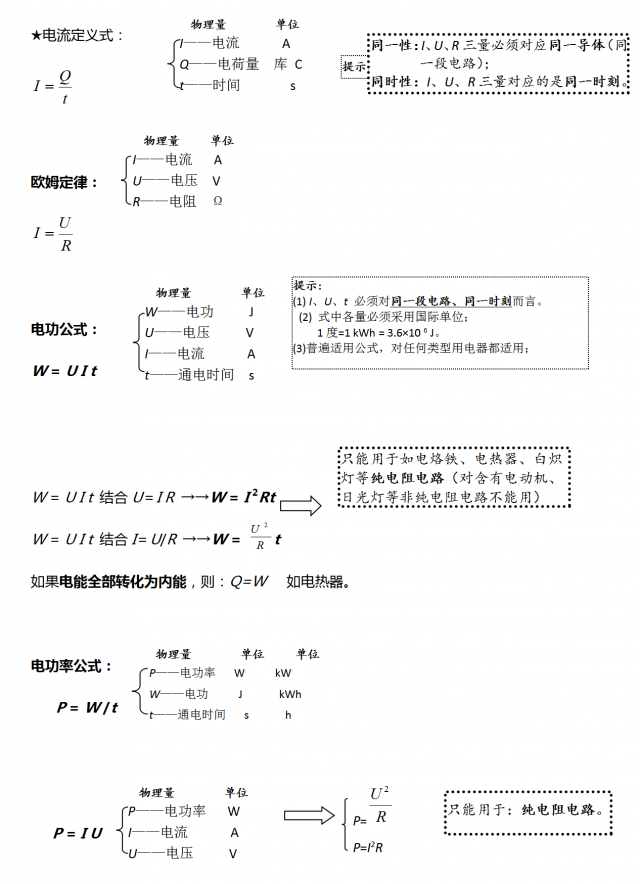 ★电流定义式：
物理量 单位
I——电流 A
Q——电荷量 库 C
t——时间 s
I = Q/t
提示
同一性：I、U、R 三量必须对应同一导体（同
一段电路）；
同时性：I、U、R 三量对应的是同一时刻。
欧姆定律：
物理量 单位
I——电流 A
U——电压 V
R——电阻 Ω
I = U/R
电功公式：
W = U I t
物理量 单位
W——电功 J
U——电压 V
I——电流 A
t——通电时间 s
提示：
(1) I、U、t 必须对同一段电路、同一时刻而言。
(2) 式中各量必须采用国际单位；
1 度=1 kWh = 3.6×10⁶ J。
(3)普遍适用公式，对任何类型用电器都适用；
W = U I t 结合 U= I R →→W = I²Rt
W = U I t 结合 I= U/R →→W = U²/R t
只能用于如电烙铁、电热器、白炽
灯等纯电阻电路（对含有电动机、
日光灯等非纯电阻电路不能用）
如果电能全部转化为内能，则：Q=W 如电热器。
电功率公式：
P = W / t
物理量 单位 单位
P——电功率 W kW
W——电功 J kWh
t——通电时间 s h
P = I U
物理量 单位
P——电功率 W
I——电流 A
U——电压 V
P= U²/R
P=I²R
只能用于：纯电阻电路。